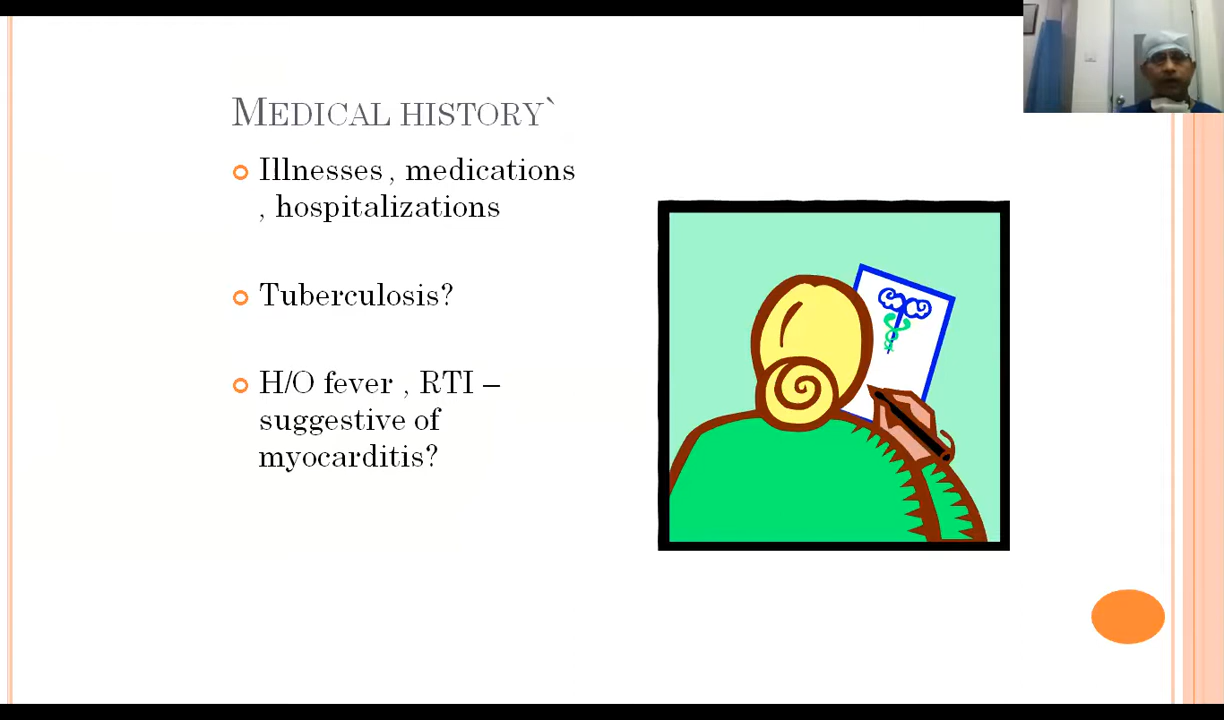 MEDICAL HISTORY`
Illnesses , medications
, hospitalizations
Tuberculosis?
H/O fever , RTI –
suggestive of
myocarditis?